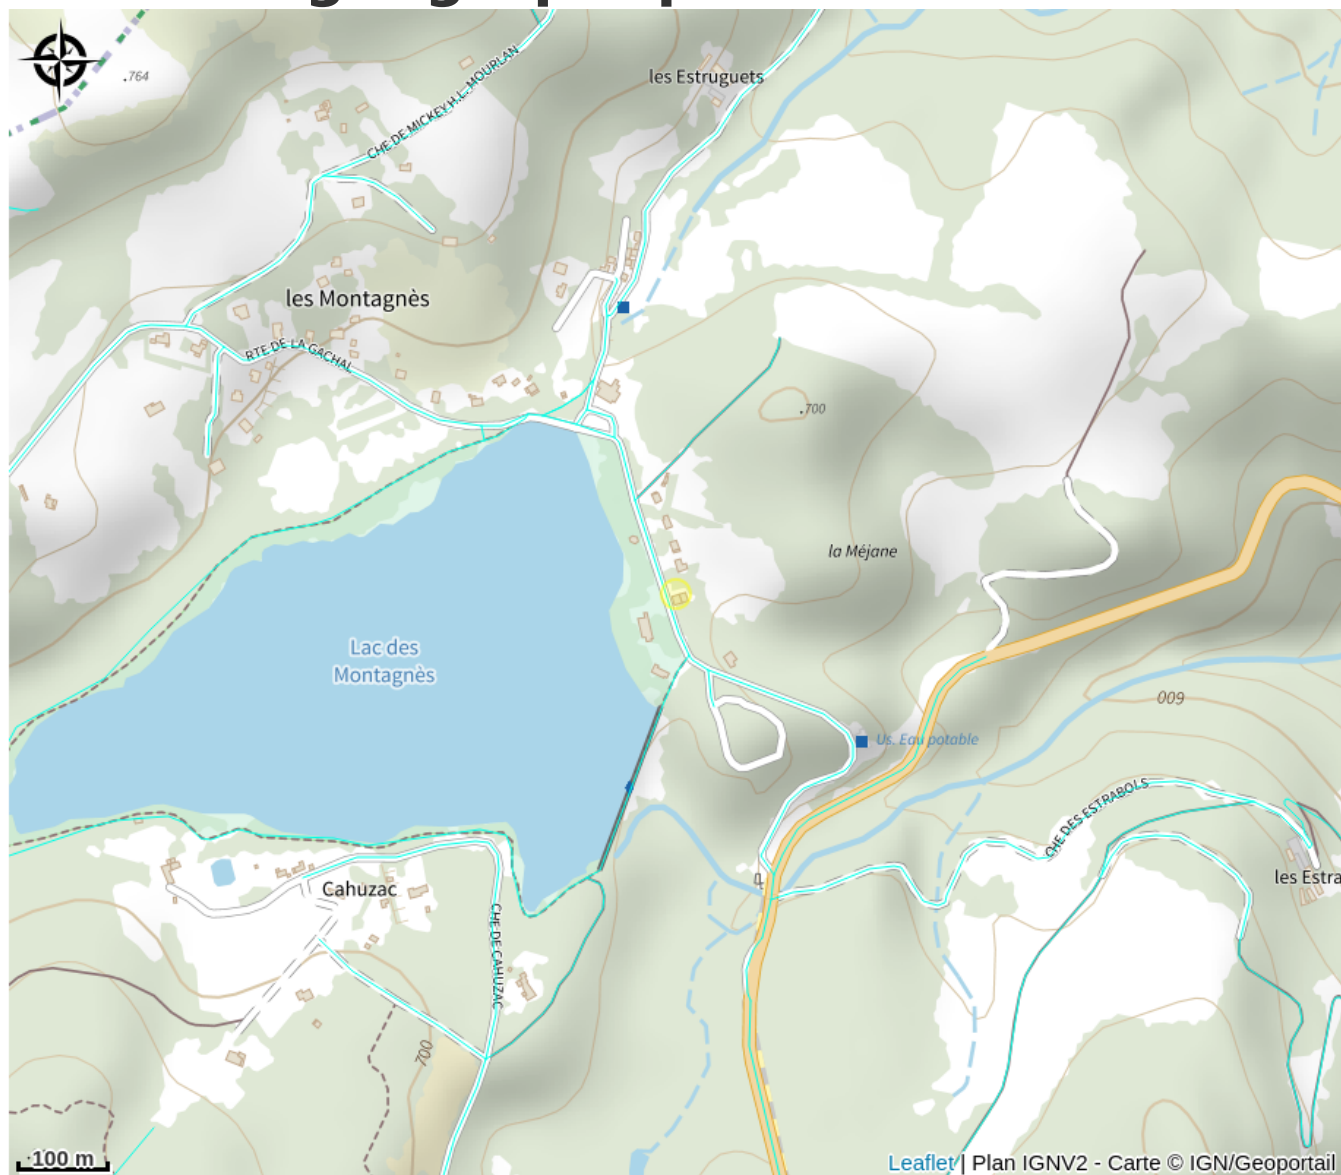 .764
les Estruguets
CHE DE MICKEY H.L. MOURLAN
les Montagnès
RTE DE LA GACHAL
.700
la Méjane
Lac des
Montagnès
600
Us. Eau potable
CHE DES ESTRABOLS
les Estra
Cahuzac
CHE DE CAHUZAC
700
100 m
Leaflet | Plan IGNV2 - Carte © IGN/Geoportail